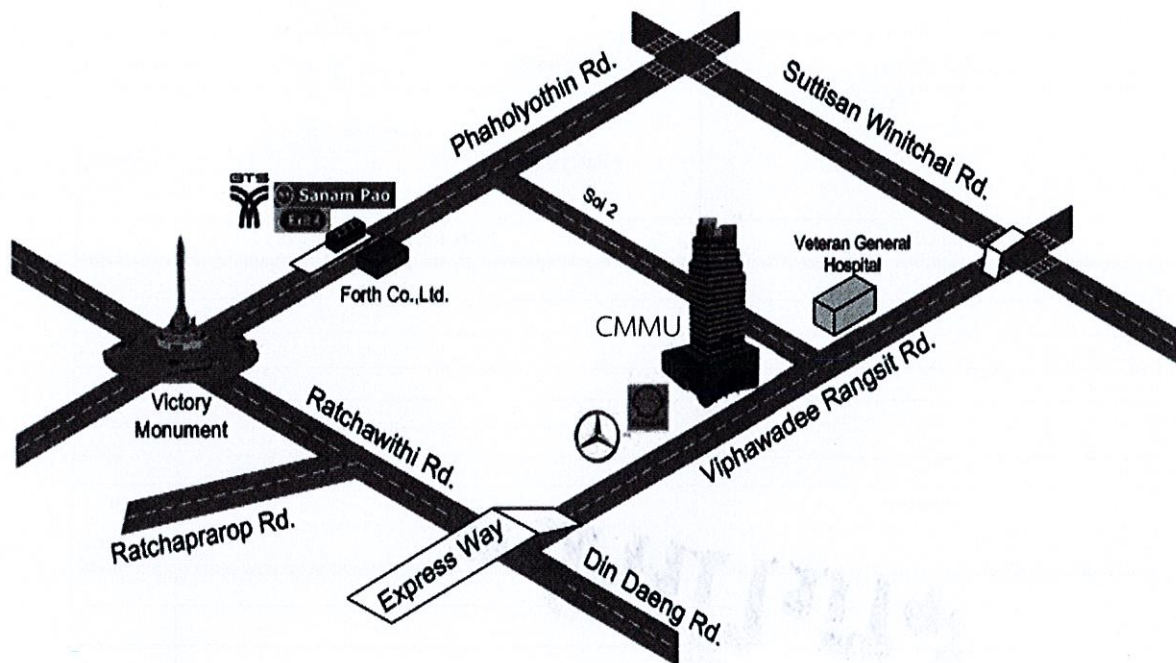 Phaholyothin Rd.
Suttisan Winitchai Rd.
BTS
Sanam Pao
Soi 2
Veteran General
Hospital
Forth Co.,Ltd.
CMMU
Victory
Monument
Ratchawithi Rd.
Viphawadee Rangsit Rd.
Ratchaprarop Rd.
Express Way
Din Daeng Rd.